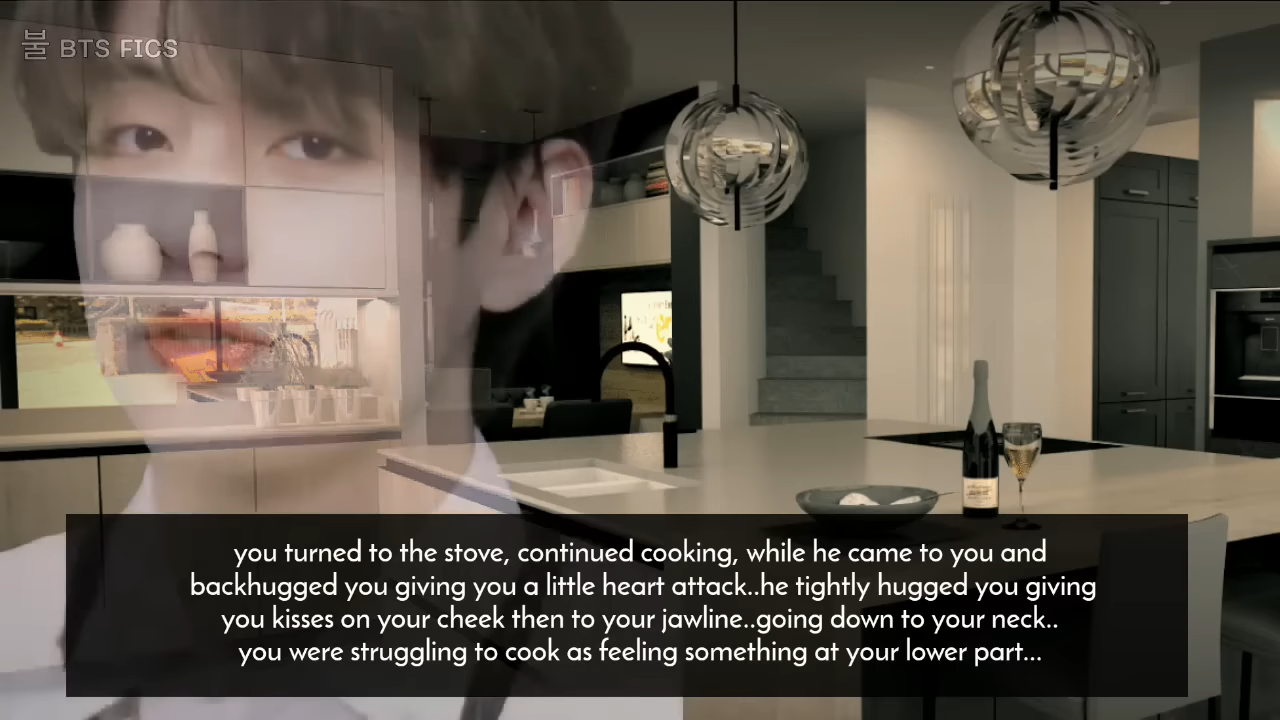 불 BTS FICS
you turned to the stove, continued cooking, while he came to you and
backhugged you giving you a little heart attack..he tightly hugged you giving
you kisses on your cheek then to your jawline..going down to your neck..
you were struggling to cook as feeling something at your lower part...